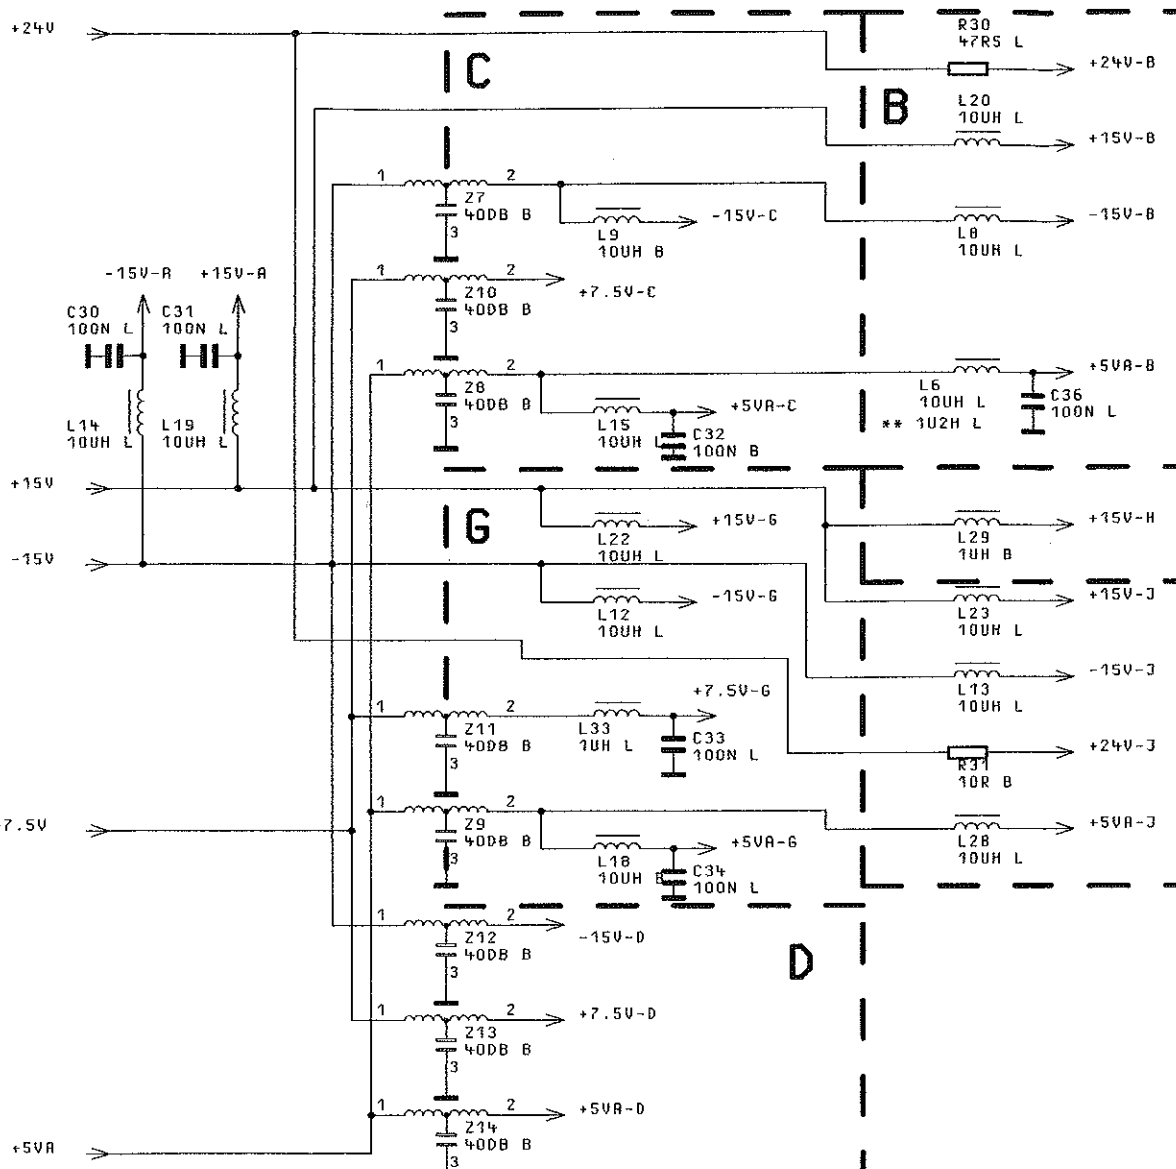 +24V
C
R30
47R5 L
+24V-B
B
L20
10UH L
+15V-B
1
2
Z7
40DB B
3
-15V-C
L9
10UH B
-15V-B
L8
10UH L
-15V-A
+15V-A
1
2
Z10
40DB B
3
+7.5V-C
C30
100N L
C31
100N L
1
2
Z8
40DB B
3
+5VA-B
L6
10UH L
** 1U2H L
C36
100N L
+5VA-C
L15
10UH L
C32
100N B
L14
10UH L
L19
10UH L
+15V
G
+15V-G
L22
10UH L
+15V-H
L29
1UH B
-15V
-15V-G
L12
10UH L
+15V-J
L23
10UH L
-15V-J
L13
10UH L
+7.5V-G
1
2
Z11
40DB B
3
L33
1UH L
C33
100N L
+24V-J
R31
10R B
1
2
Z9
40DB B
3
7.5V
+5VA-G
L18
10UH B
C34
100N L
+5VA-J
L28
10UH L
1
2
Z12
40DB B
3
-15V-D
D
1
2
Z13
40DB B
3
+7.5V-D
1
2
Z14
40DB B
3
+5VA-D
+5VA